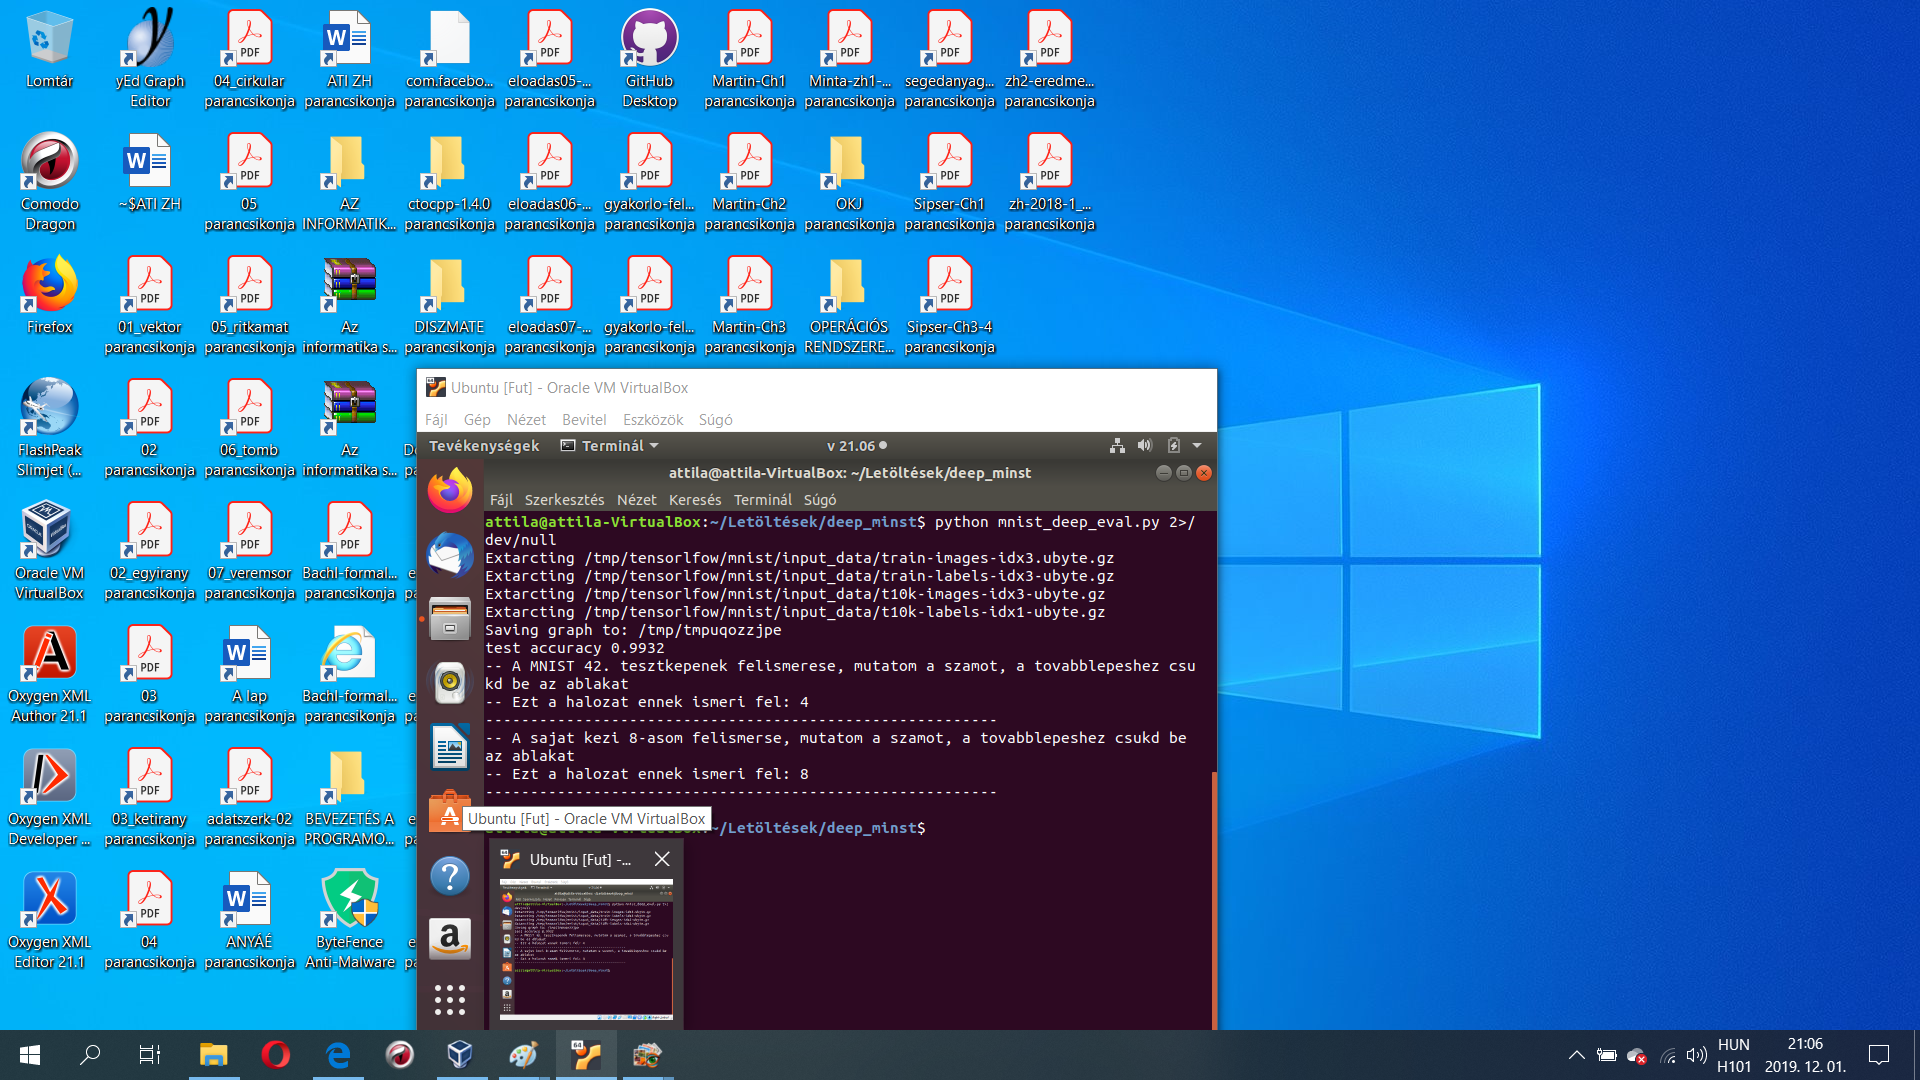 Lomtár
yEd Graph
Editor
04_cirkular
parancsikonja
ATI ZH
parancsikonja
com.facebo...
parancsikonja
eloadas05-...
parancsikonja
GitHub
Desktop
Martin-Ch1
parancsikonja
Minta-zh1-...
parancsikonja
segedanyag...
parancsikonja
zh2-eredme...
parancsikonja
Comodo
Dragon
~$ATI ZH
05
parancsikonja
AZ
INFORMATIK...
ctocpp-1.4.0
parancsikonja
eloadas06-...
parancsikonja
gyakorlo-fel...
parancsikonja
Martin-Ch2
parancsikonja
OKJ
parancsikonja
Sipser-Ch1
parancsikonja
zh-2018-1_...
parancsikonja
Firefox
01_vektor
parancsikonja
05_ritkamat
parancsikonja
Az
informatika s...
DISZMATE
parancsikonja
eloadas07-...
parancsikonja
gyakorlo-fel...
parancsikonja
Martin-Ch3
parancsikonja
OPERÁCIÓS
RENDSZERE...
Sipser-Ch3-4
parancsikonja
FlashPeak
Slimjet (...
02
parancsikonja
06_tomb
parancsikonja
Az
informatika s...
Oracle VM
VirtualBox
02_egyirany
parancsikonja
07_veremsor
parancsikonja
Bachl-formal...
parancsikonja
Oxygen XML
Author 21.1
03
parancsikonja
A lap
parancsikonja
Bachl-formal...
parancsikonja
Oxygen XML
Developer ...
03_ketirany
parancsikonja
adatszerk-02
parancsikonja
BEVEZETÉS A
PROGRAMO...
Oxygen XML
Editor 21.1
04
parancsikonja
ANYÁÉ
parancsikonja
ByteFence
Anti-Malware
Ubuntu [Fut] - Oracle VM VirtualBox
Fájl Gép Nézet Bevitel Eszközök Súgó
Tevékenységek Terminál v 21.06
attila@attila-VirtualBox: ~/Letöltések/deep_minst
Fájl Szerkesztés Nézet Keresés Terminál Súgó
attila@attila-VirtualBox:~/Letöltések/deep_minst$ python mnist_deep_eval.py 2>/
dev/null
Extarcting /tmp/tensorlfow/mnist/input_data/train-images-idx3.ubyte.gz
Extarcting /tmp/tensorlfow/mnist/input_data/train-labels-idx3-ubyte.gz
Extarcting /tmp/tensorlfow/mnist/input_data/t10k-images-idx3-ubyte.gz
Extarcting /tmp/tensorlfow/mnist/input_data/t10k-labels-idx1-ubyte.gz
Saving graph to: /tmp/tmpuqozzjpe
test accuracy 0.9932
-- A MNIST 42. tesztkepenek felismerese, mutatom a szamot, a tovabblepeshez csu
kd be az ablakat
-- Ezt a halozat ennek ismeri fel: 4
---------------------------------------------------------
-- A sajat kezi 8-asom felismerse, mutatom a szamot, a tovabblepeshez csukd be
az ablakat
-- Ezt a halozat ennek ismeri fel: 8
---------------------------------------------------------
Ubuntu [Fut] - Oracle VM VirtualBox
~/Letöltések/deep_minst$
Ubuntu [Fut] -...
HUN
H101
21:06
2019. 12. 01.